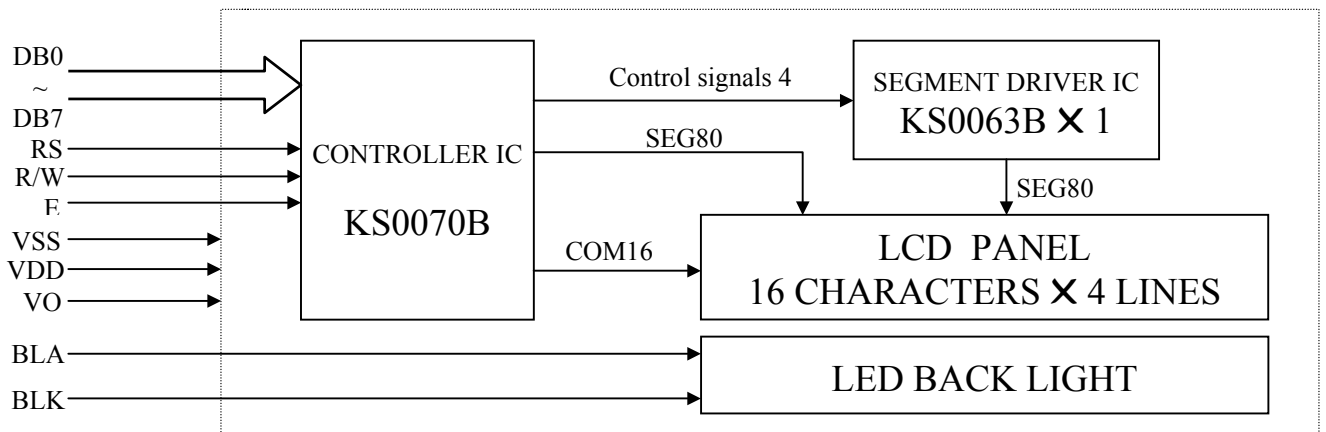 DB0
~
DB7
RS
R/W
E
VSS
VDD
VO
BLA
BLK
CONTROLLER IC
KS0070B
Control signals 4
SEG80
COM16
SEGMENT DRIVER IC
KS0063B X 1
SEG80
LCD PANEL
16 CHARACTERS X 4 LINES
LED BACK LIGHT